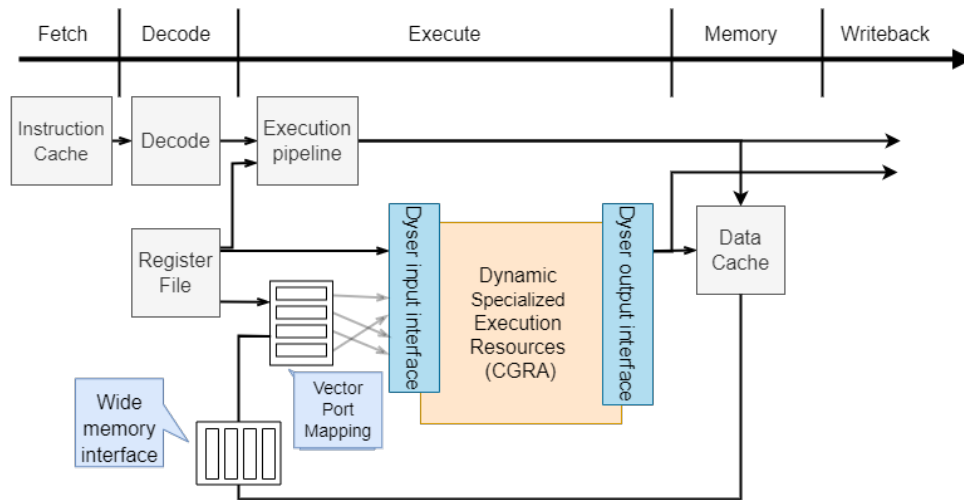 Fetch
Decode
Execute
Memory
Writeback
Instruction
Cache
Decode
Execution
pipeline
Register
File
Dyser input interface
Dynamic
Specialized
Execution
Resources
(CGRA)
Dyser output interface
Data
Cache
Vector
Port
Mapping
Wide
memory
interface